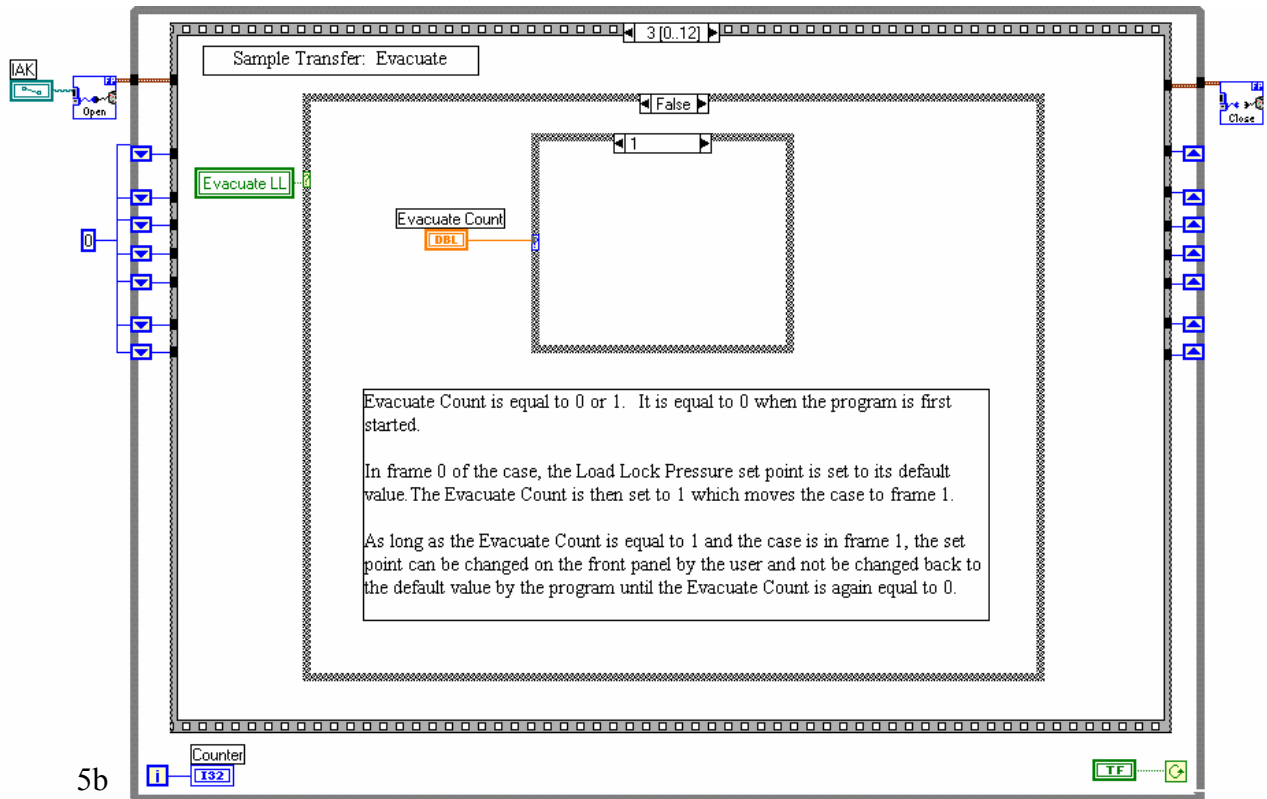 3 [0..12]
Sample Transfer: Evacuate
IAK
FP
Open
False
FP
Close
1
Evacuate LL
?
Evacuate Count
DBL
?
0
Evacuate Count is equal to 0 or 1. It is equal to 0 when the program is first
started.
In frame 0 of the case, the Load Lock Pressure set point is set to its default
value.The Evacuate Count is then set to 1 which moves the case to frame 1.
As long as the Evacuate Count is equal to 1 and the case is in frame 1, the set
point can be changed on the front panel by the user and not be changed back to
the default value by the program until the Evacuate Count is again equal to 0.
Counter
i
I32
TF
5b